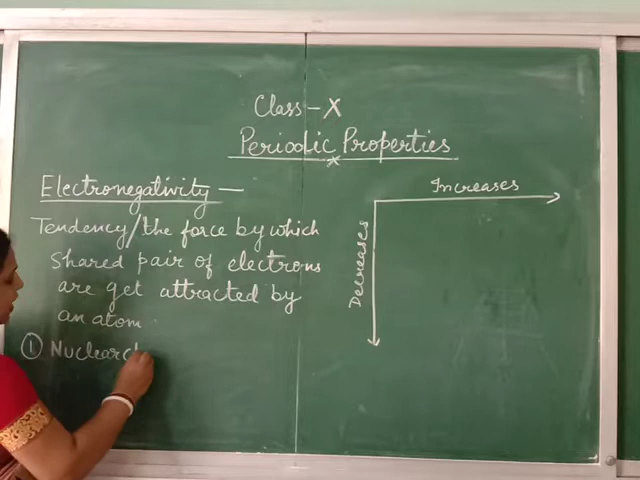 Class - X
Periodic Properties
Electronegativity —
Tendency/the force by which
shared pair of electrons
are get attracted by
an atom.
① Nuclear
Increases
Decreases